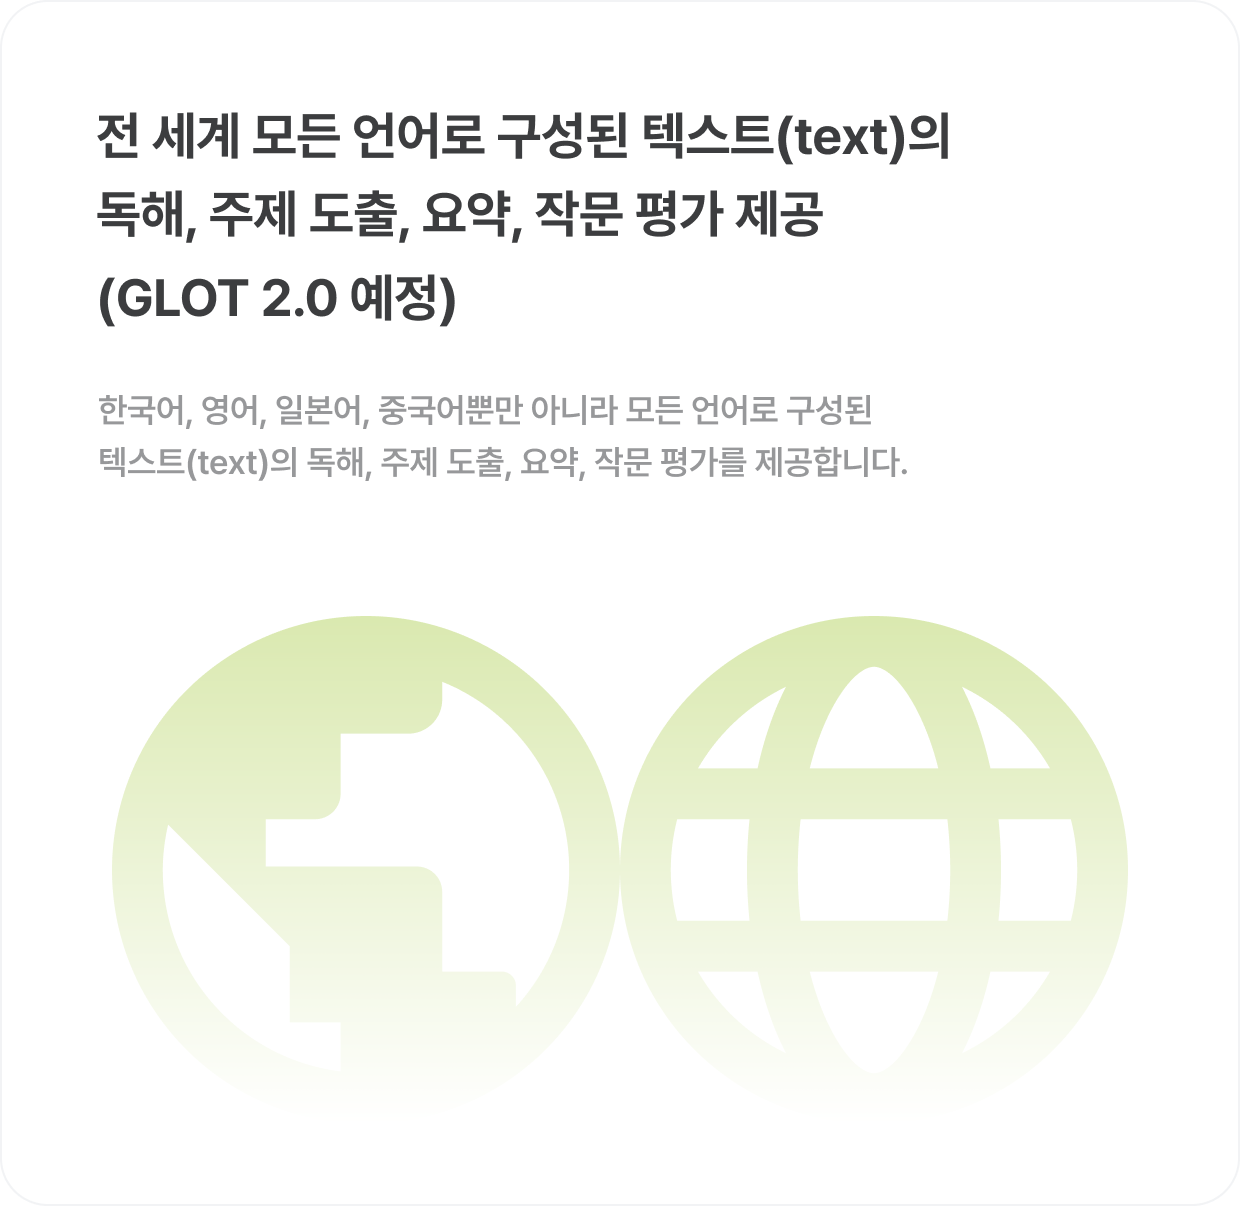 전 세계 모든 언어로 구성된 텍스트(text)의
독해, 주제 도출, 요약, 작문 평가 제공
(GLOT 2.0 예정)
한국어, 영어, 일본어, 중국어뿐만 아니라 모든 언어로 구성된
텍스트(text)의 독해, 주제 도출, 요약, 작문 평가를 제공합니다.